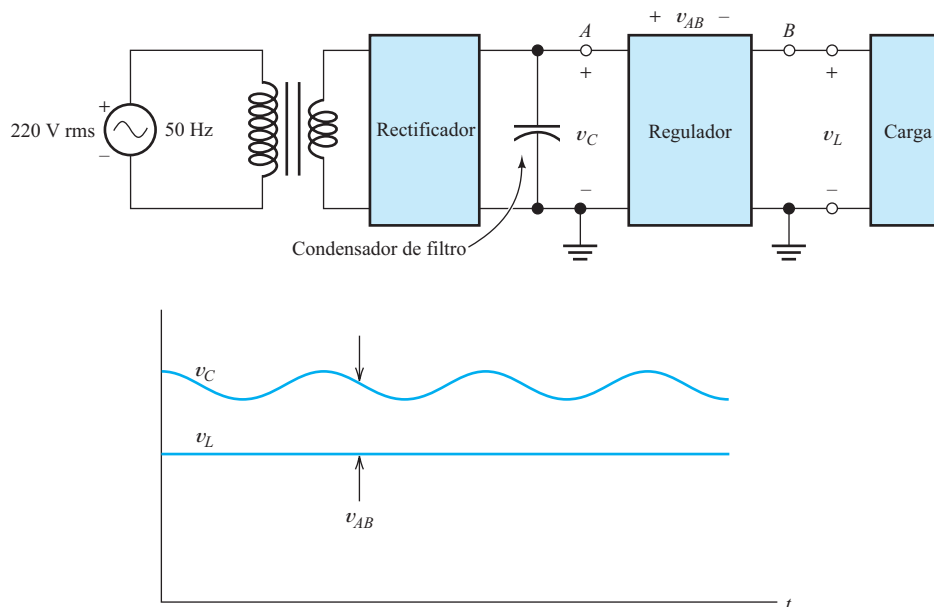 + v_AB −
A
B
+
+
+
220 V rms
50 Hz
−
Rectificador
v_C
Regulador
v_L
Carga
−
−
Condensador de filtro
v_C
v_L
v_AB
t